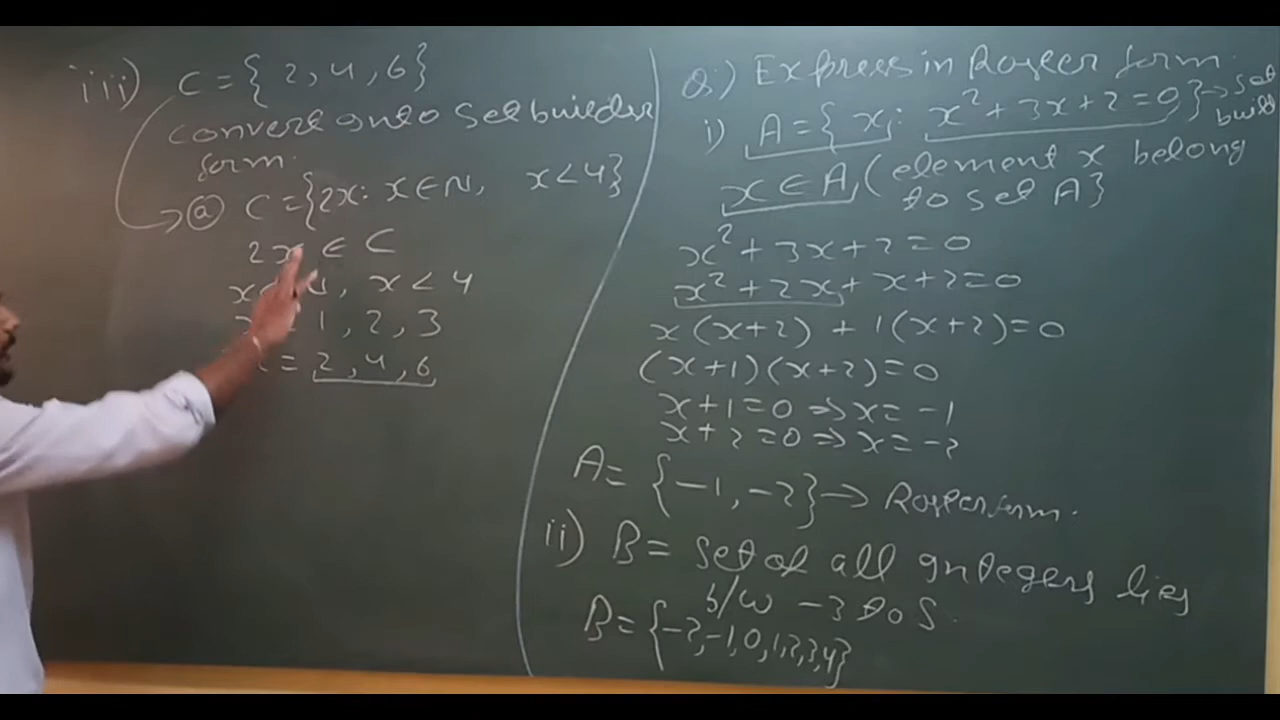 iii) C = {2, 4, 6}
convert into set builder
form.
→ ⓐ C = {2x : x ∈ N, x < 4}
2x ∈ C
x ∈ N, x < 4
x = 1, 2, 3
= 2, 4, 6
Q.) Express in Roster form.
i) A = { x : x² + 3x + 2 = 0} → set
build
x ∈ A, (element x belong
to set A}
x² + 3x + 2 = 0
x² + 2x + x + 2 = 0
x(x+2) + 1(x+2) = 0
(x+1)(x+2) = 0
x + 1 = 0 ⇒ x = -1
x + 2 = 0 ⇒ x = -2
A = {-1, -2} → Roster form.
ii) B = set of all integers lies
b/w -3 to 5.
B = {-2, -1, 0, 1, 2, 3, 4}